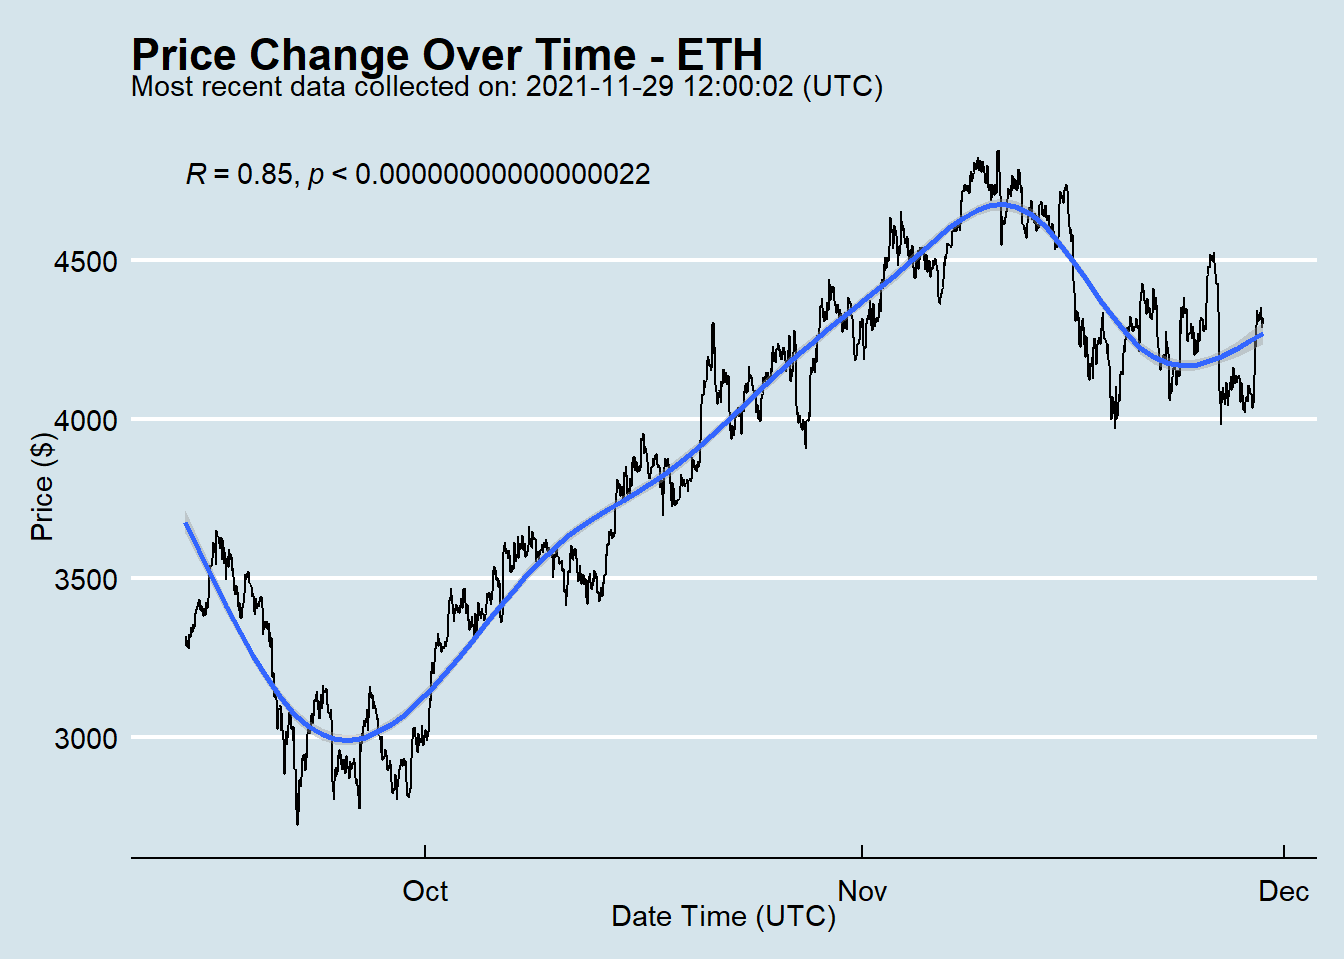 Price Change Over Time - ETH
Most recent data collected on: 2021-11-29 12:00:02 (UTC)
R = 0.85, p < 0.00000000000000022
4500
4000
3500
3000
Price ($)
Oct Nov Dec
Date Time (UTC)